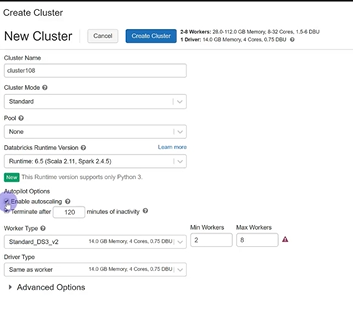 Create Cluster
New Cluster
Cancel
Create Cluster
2-8 Workers: 28.0-112.0 GB Memory, 8-32 Cores, 1.5-6 DBU
1 Driver: 14.0 GB Memory, 4 Cores, 0.75 DBU
Cluster Name
cluster108
Cluster Mode
Standard
Pool
None
Databricks Runtime Version
Learn more
Runtime: 6.5 (Scala 2.11, Spark 2.4.5)
New This Runtime version supports only Python 3.
Autopilot Options
Enable autoscaling
Terminate after 120 minutes of inactivity
Worker Type
Min Workers
Max Workers
Standard_DS3_v2
14.0 GB Memory, 4 Cores, 0.75 DBU
2
8
Driver Type
Same as worker
14.0 GB Memory, 4 Cores, 0.75 DBU
Advanced Options